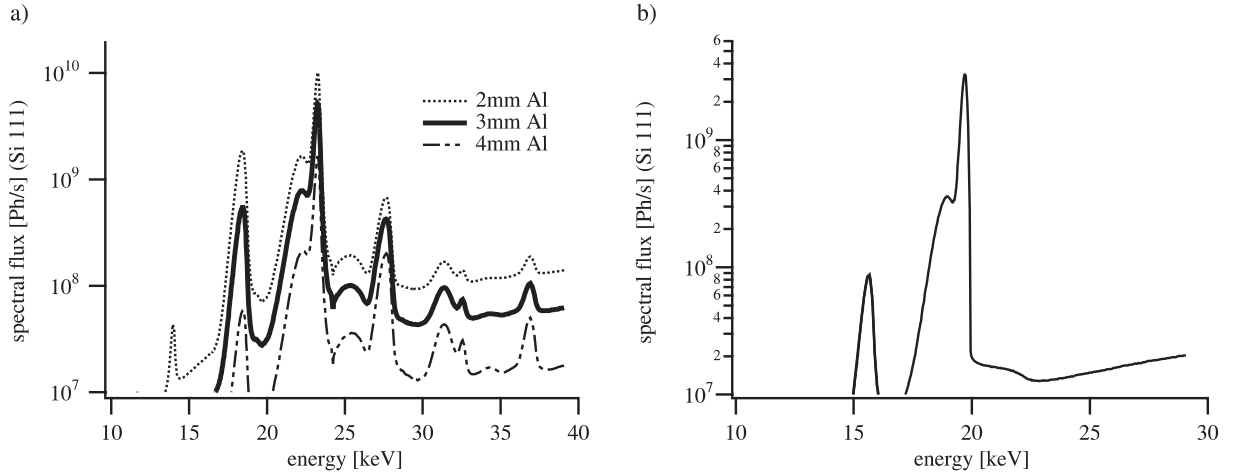 a)
spectral flux [Ph/s] (Si 111)
10^10
10^9
10^8
10^7
2mm Al
3mm Al
4mm Al
10 15 20 25 30 35 40
energy [keV]
b)
spectral flux [Ph/s] (Si 111)
6
4
2
10^9
8
6
4
2
10^8
8
6
4
2
10^7
10 15 20 25 30
energy [keV]